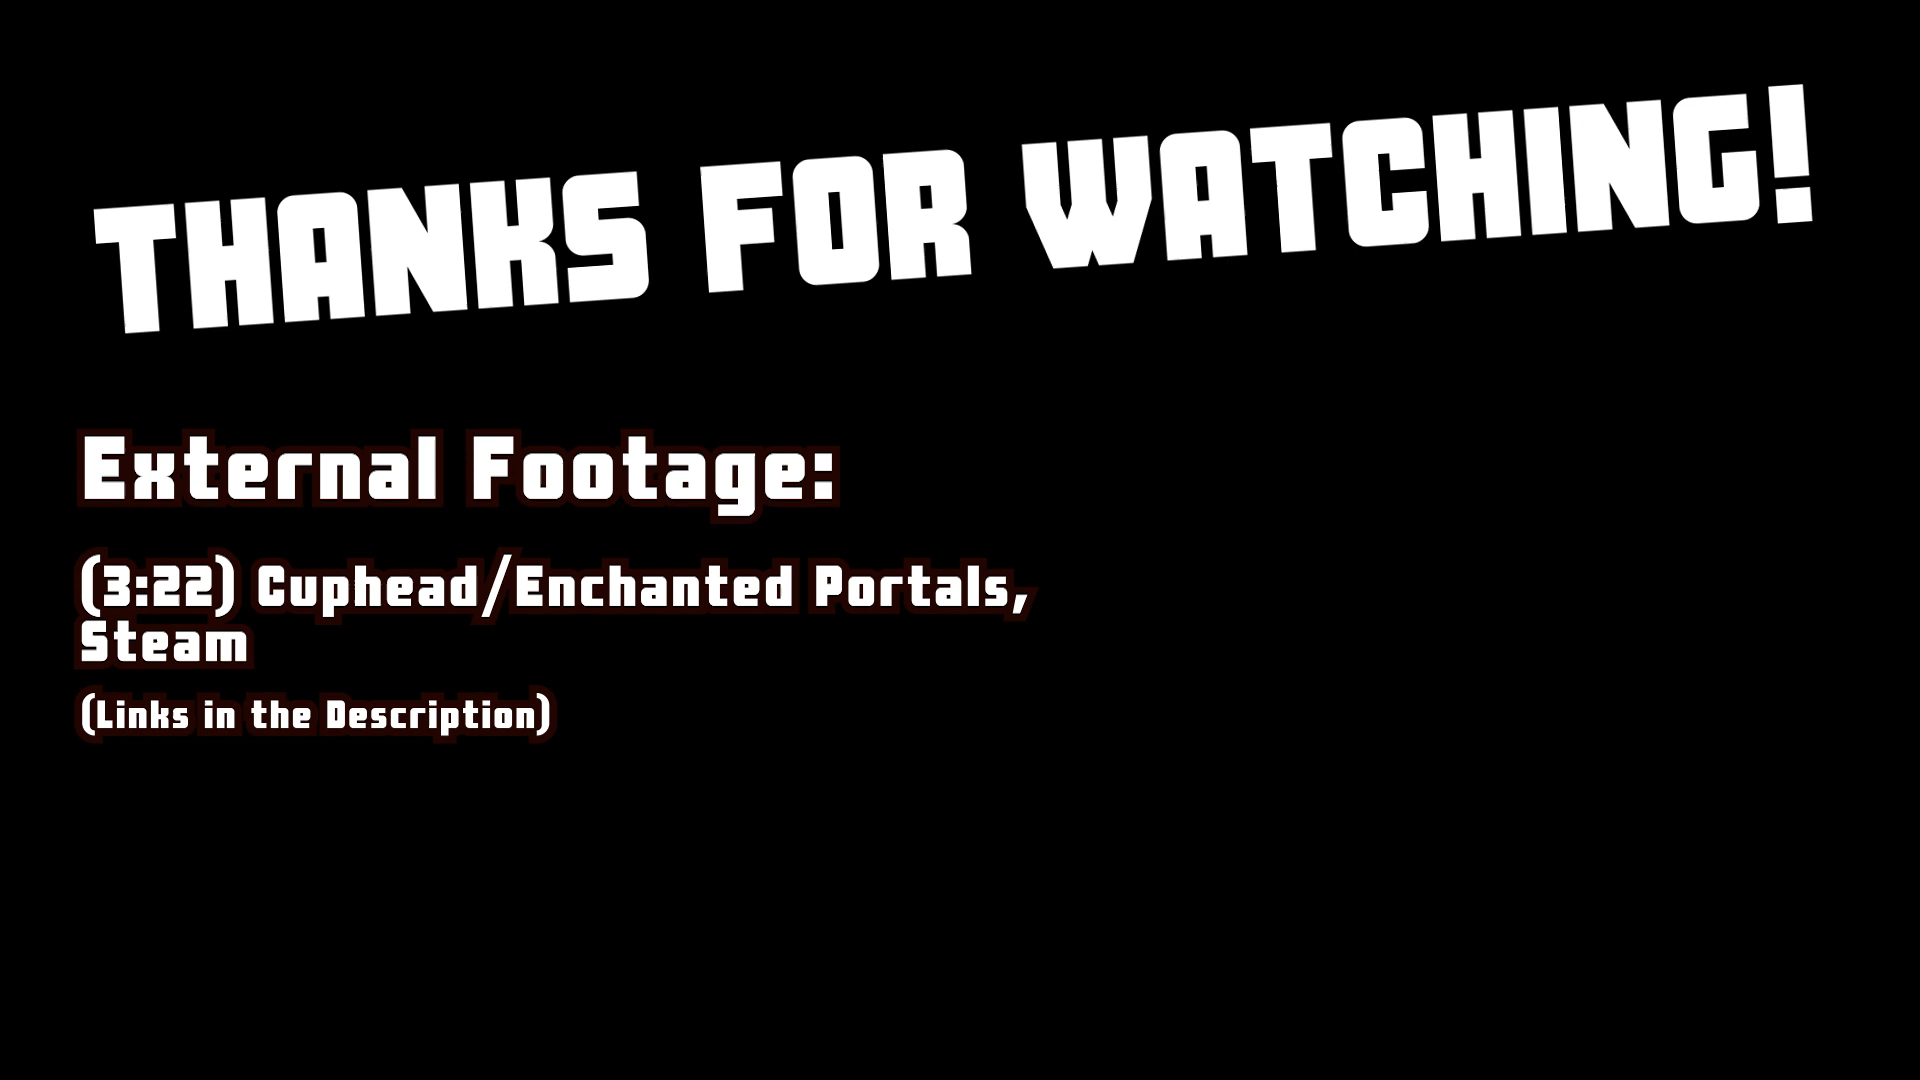 THANKS FOR WATCHING!
External Footage:
(3:22) Cuphead/Enchanted Portals,
Steam
(Links in the Description)